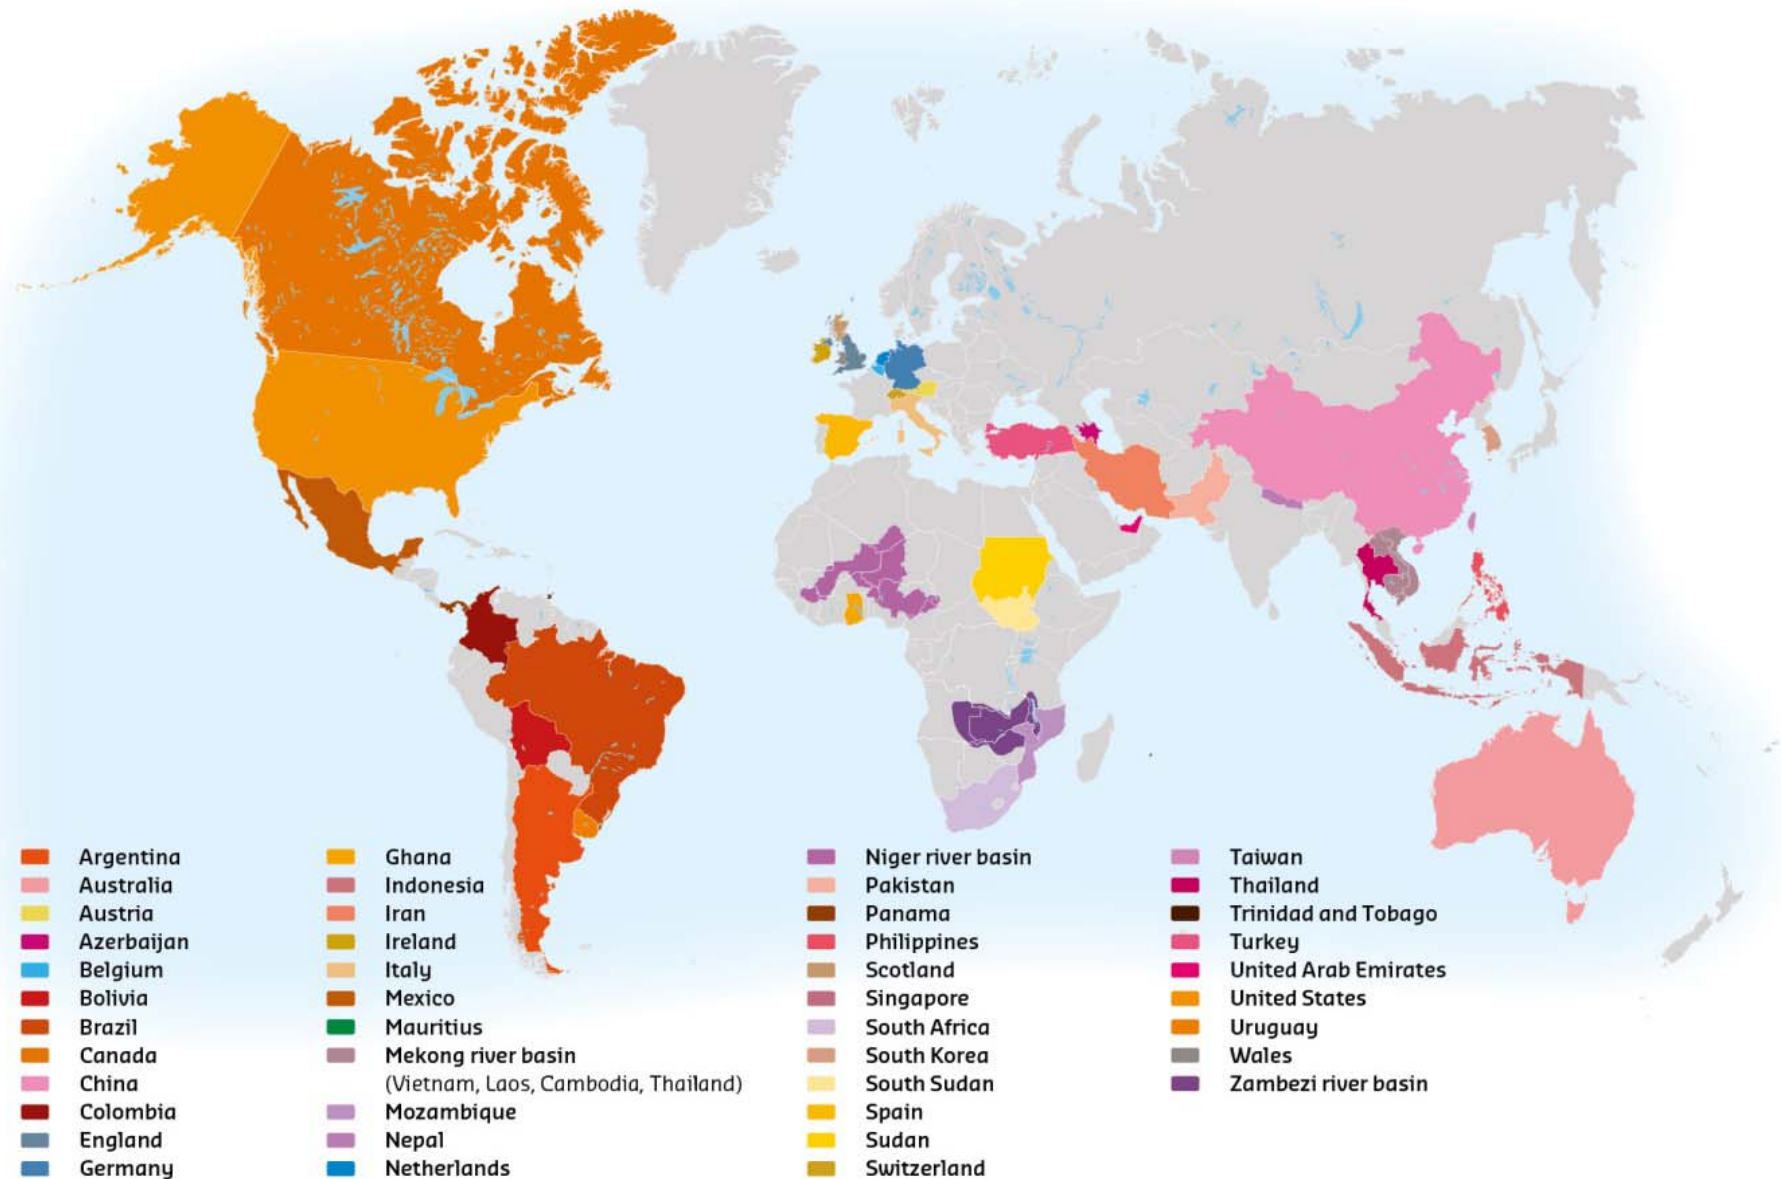 Argentina
Australia
Austria
Azerbaijan
Belgium
Bolivia
Brazil
Canada
China
Colombia
England
Germany
Ghana
Indonesia
Iran
Ireland
Italy
Mexico
Mauritius
Mekong river basin
(Vietnam, Laos, Cambodia, Thailand)
Mozambique
Nepal
Netherlands
Niger river basin
Pakistan
Panama
Philippines
Scotland
Singapore
South Africa
South Korea
South Sudan
Spain
Sudan
Switzerland
Taiwan
Thailand
Trinidad and Tobago
Turkey
United Arab Emirates
United States
Uruguay
Wales
Zambezi river basin